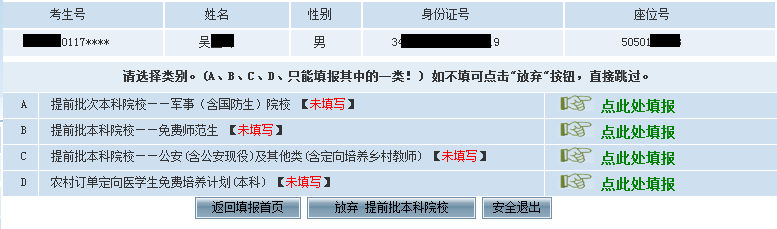 考生号 姓名 性别 身份证号 座位号
0117**** 吴 男 34 9 50501
请选择类别。(A、B、C、D、只能填报其中的一类！) 如不填可点击"放弃"按钮，直接跳过。
A 提前批次本科院校——军事（含国防生）院校 【未填写】 点此处填报
B 提前批本科院校——免费师范生 【未填写】 点此处填报
C 提前批本科院校——公安(含公安现役)及其他类(含定向培养乡村教师) 【未填写】 点此处填报
D 农村订单定向医学生免费培养计划(本科) 【未填写】 点此处填报
返回填报首页 放弃 提前批本科院校 安全退出